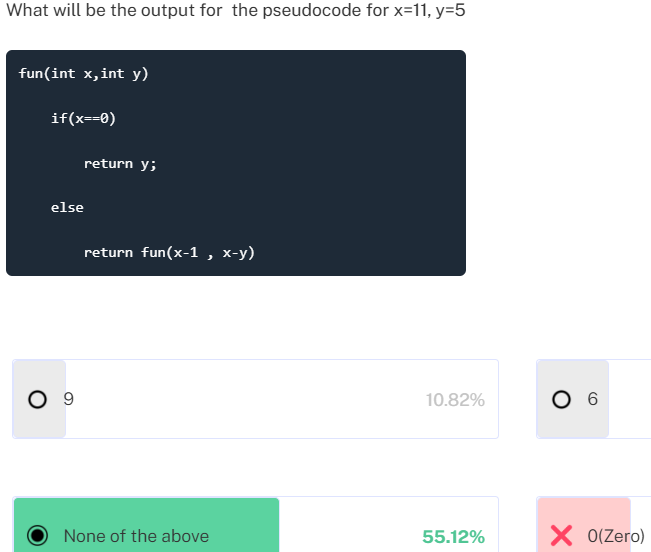 What will be the output for  the pseudocode for x=11, y=5
fun(int x,int y)
if(x==0)
return y;
else
return fun(x-1 , x-y)
9 10.82%
6
None of the above 55.12%
0(Zero)